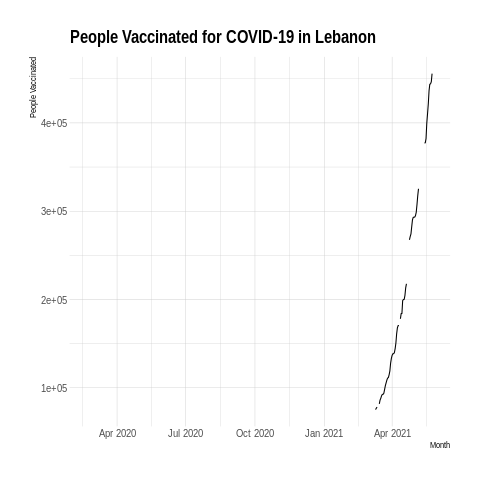 People Vaccinated for COVID-19 in Lebanon
People Vaccinated
4e+05
3e+05
2e+05
1e+05
Apr 2020 Jul 2020 Oct 2020 Jan 2021 Apr 2021
Month